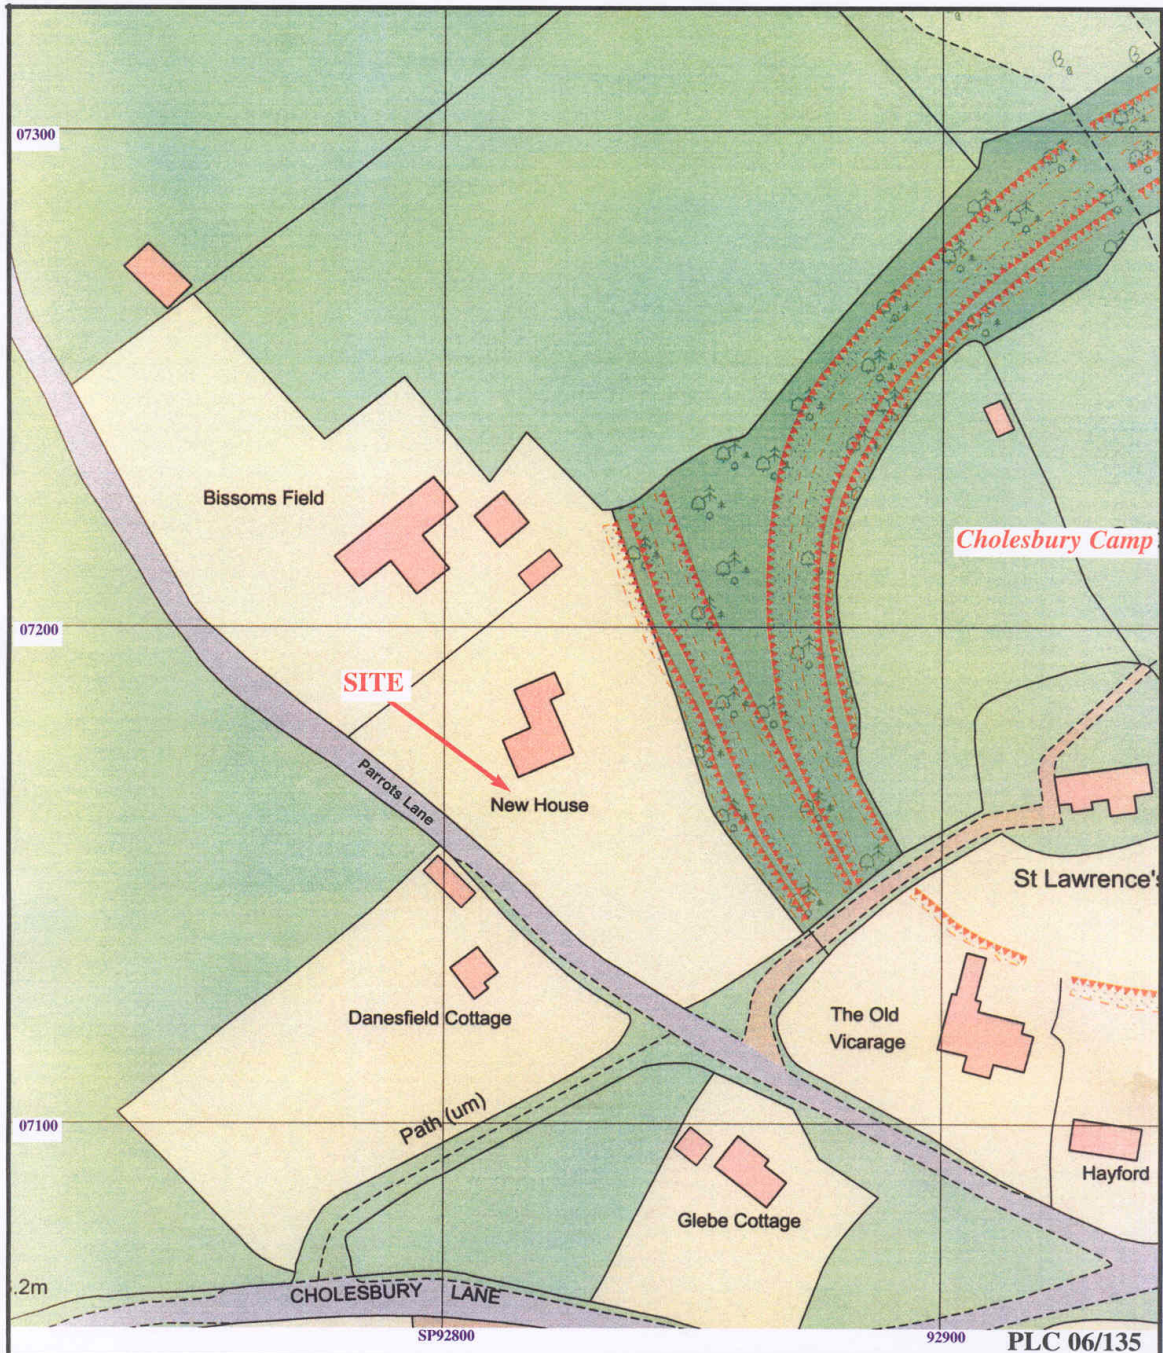 07300
Bissoms Field
Cholesbury Camp
07200
SITE
Parrots Lane
New House
St Lawrence's
Danesfield Cottage
The Old
Vicarage
Path (um)
07100
Hayford
Glebe Cottage
.2m
CHOLESBURY LANE
SP92800
92900
PLC 06/135